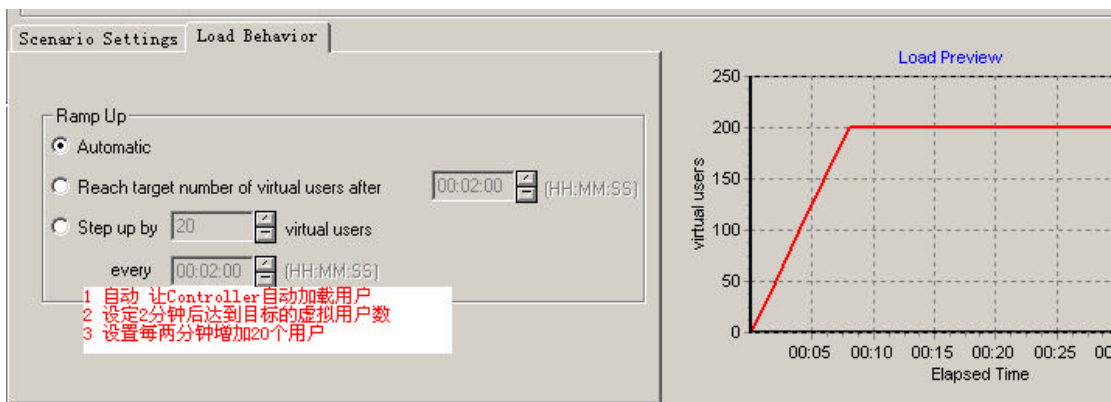 Scenario Settings
Load Behavior
Ramp Up
Automatic
Reach target number of virtual users after 00:02:00 (HH:MM:SS)
Step up by 20 virtual users
every 00:02:00 (HH:MM:SS)
1 自动 让Controller自动加载用户
2 设定2分钟后达到目标的虚拟用户数
3 设置每两分钟增加20个用户
Load Preview
virtual users
250
200
150
100
50
0
00:05 00:10 00:15 00:20 00:25
Elapsed Time